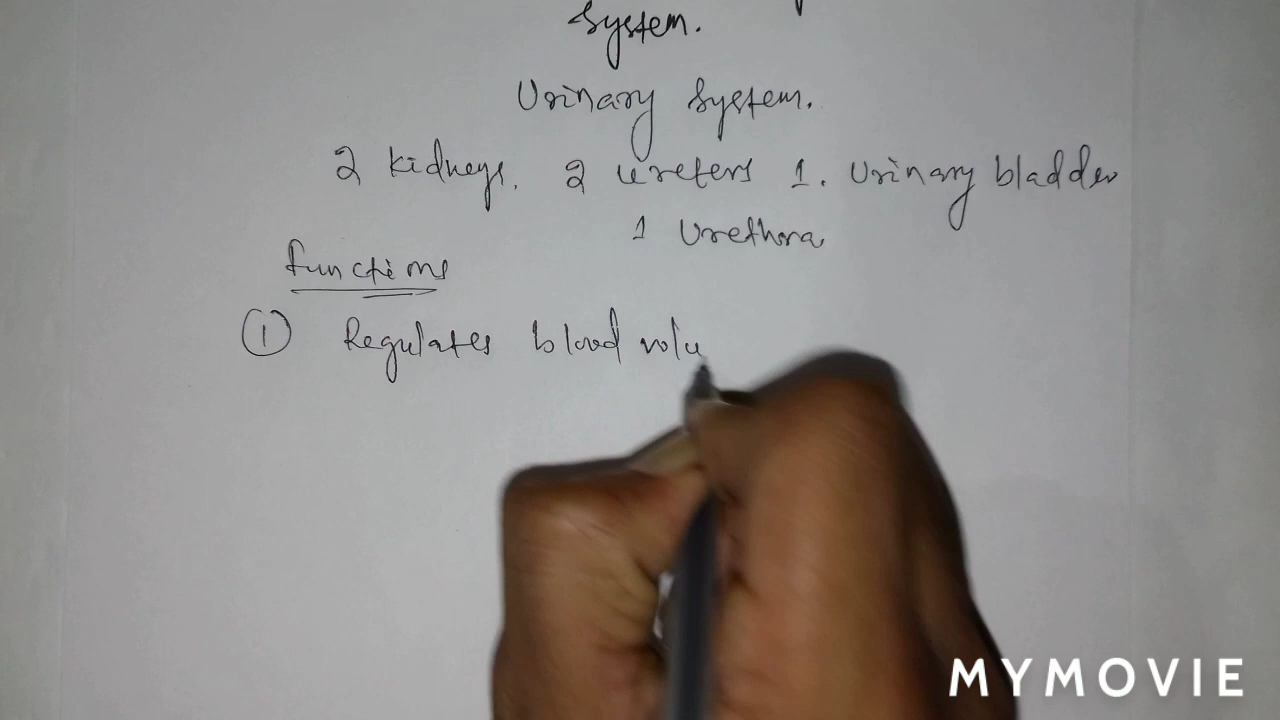 System.
Urinary System.
2 kidneys. 2 ureters 1. Urinary bladder
1 Urethra
functions
① Regulates blood volu
MYMOVIE